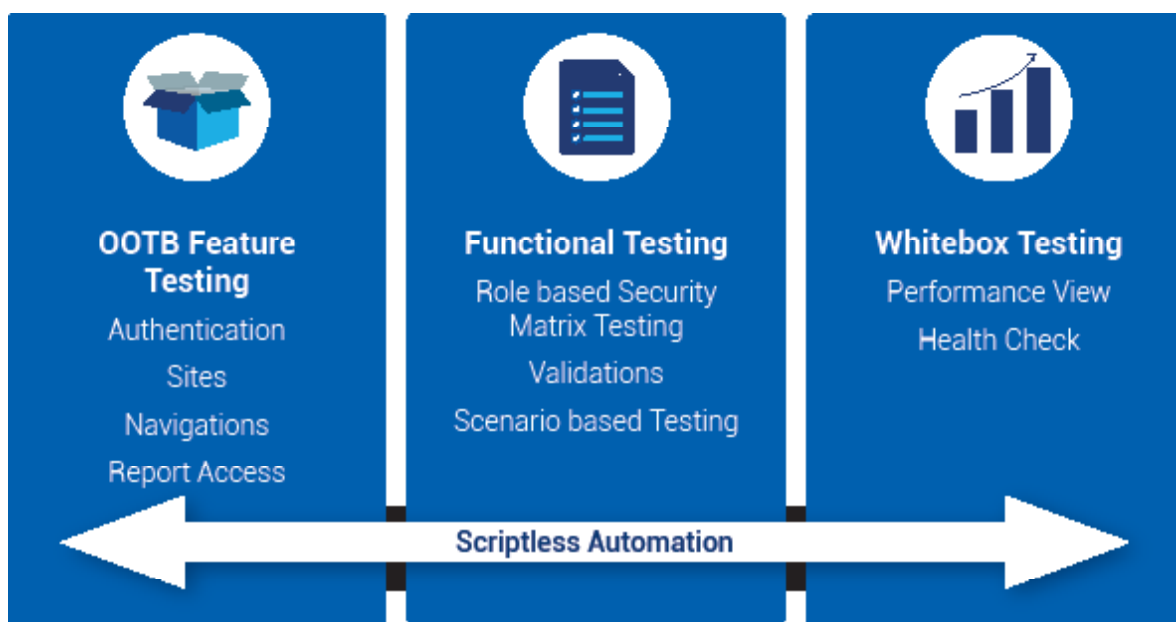 OOTB Feature
Testing
Authentication
Sites
Navigations
Report Access
Functional Testing
Role based Security
Matrix Testing
Validations
Scenario based Testing
Whitebox Testing
Performance View
Health Check
Scriptless Automation